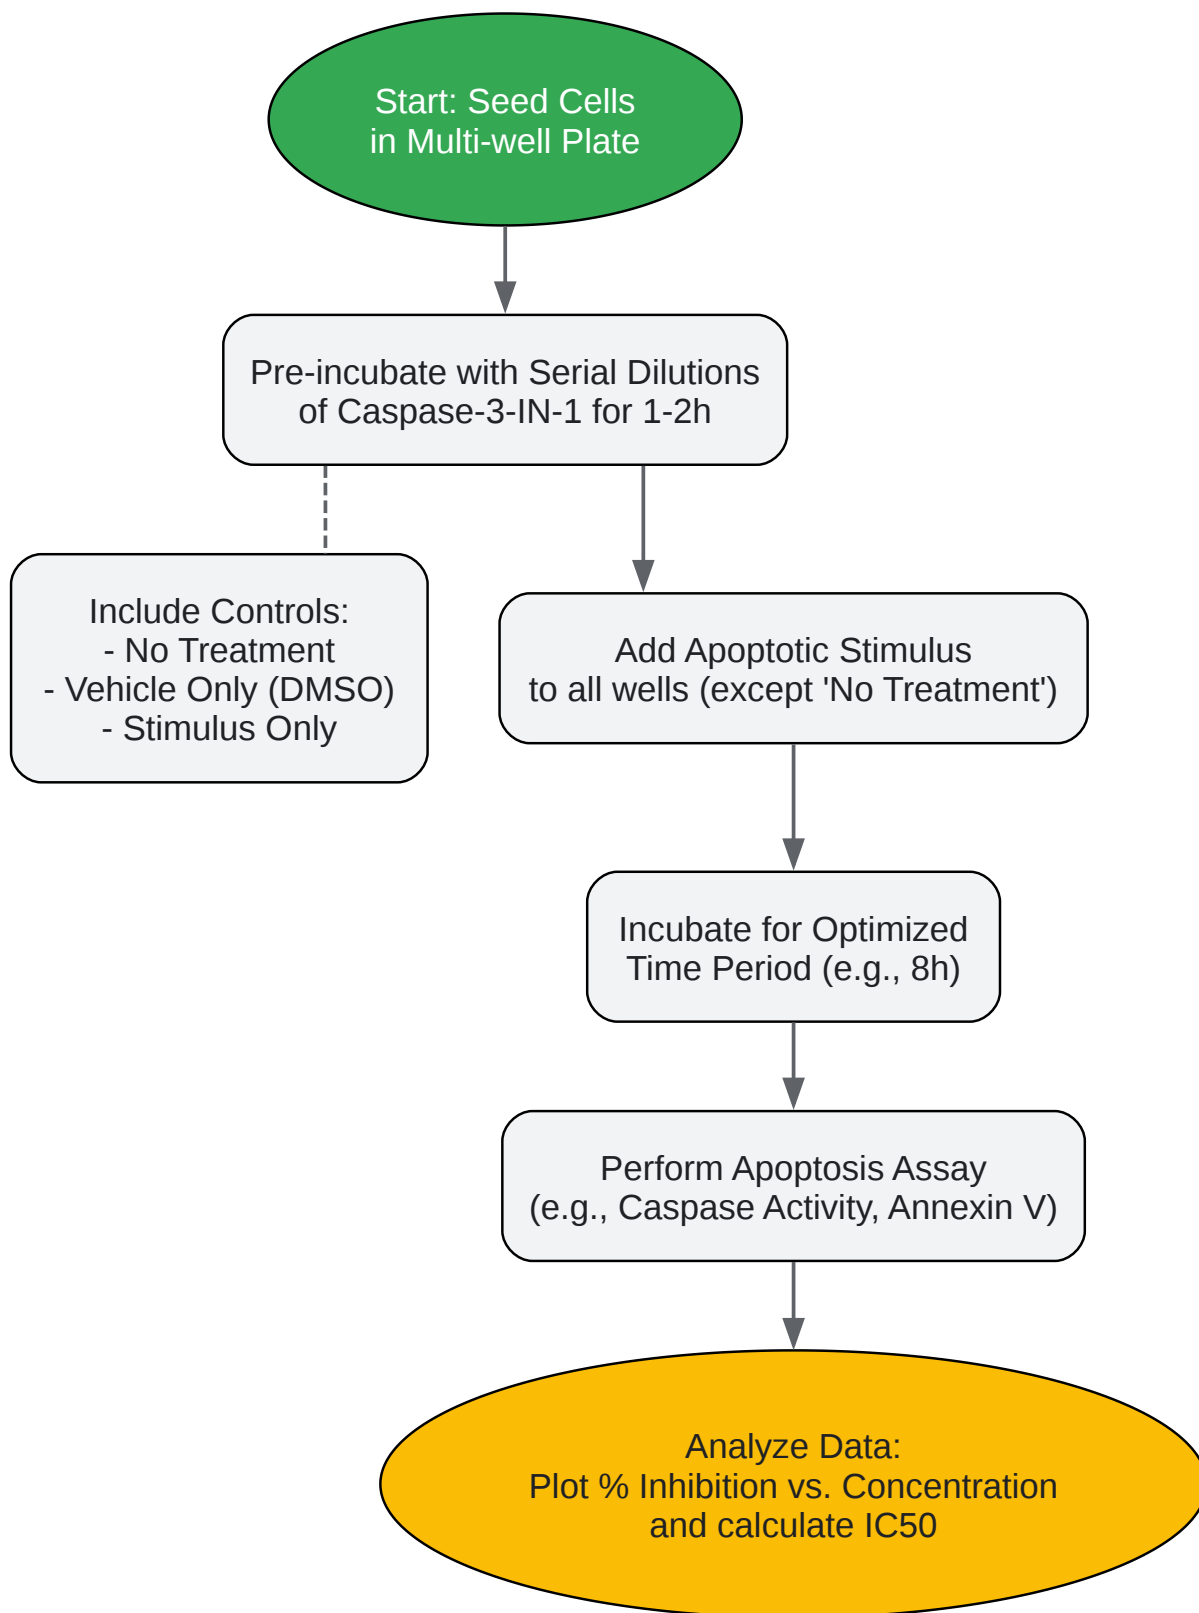 Start: Seed Cells
in Multi-well Plate
Pre-incubate with Serial Dilutions
of Caspase-3-IN-1 for 1-2h
Include Controls:
- No Treatment
- Vehicle Only (DMSO)
- Stimulus Only
Add Apoptotic Stimulus
to all wells (except 'No Treatment')
Incubate for Optimized
Time Period (e.g., 8h)
Perform Apoptosis Assay
(e.g., Caspase Activity, Annexin V)
Analyze Data:
Plot % Inhibition vs. Concentration
and calculate IC50